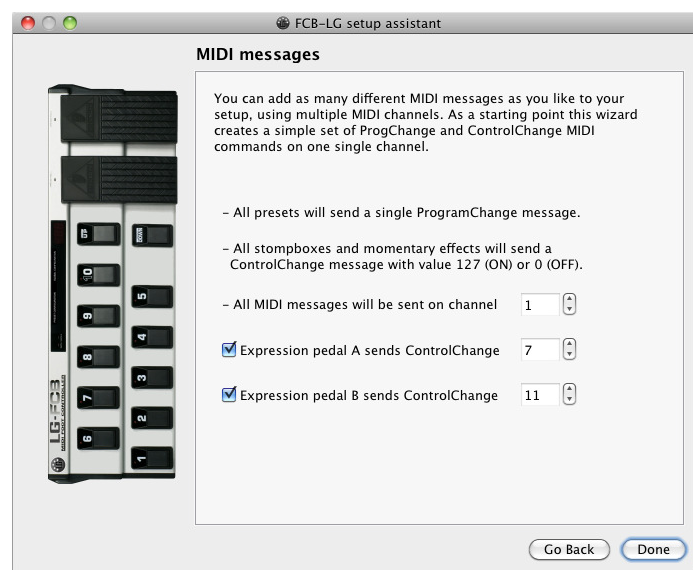 FCB-LG setup assistant
MIDI messages
You can add as many different MIDI messages as you like to your
setup, using multiple MIDI channels. As a starting point this wizard
creates a simple set of ProgChange and ControlChange MIDI
commands on one single channel.
– All presets will send a single ProgramChange message.
– All stompboxes and momentary effects will send a
ControlChange message with value 127 (ON) or 0 (OFF).
– All MIDI messages will be sent on channel 1
Expression pedal A sends ControlChange 7
Expression pedal B sends ControlChange 11
UP
DOWN
10
5
9
4
8
3
7
2
6
1
LG-FCB
MIDI FOOT CONTROLLER
Go Back
Done